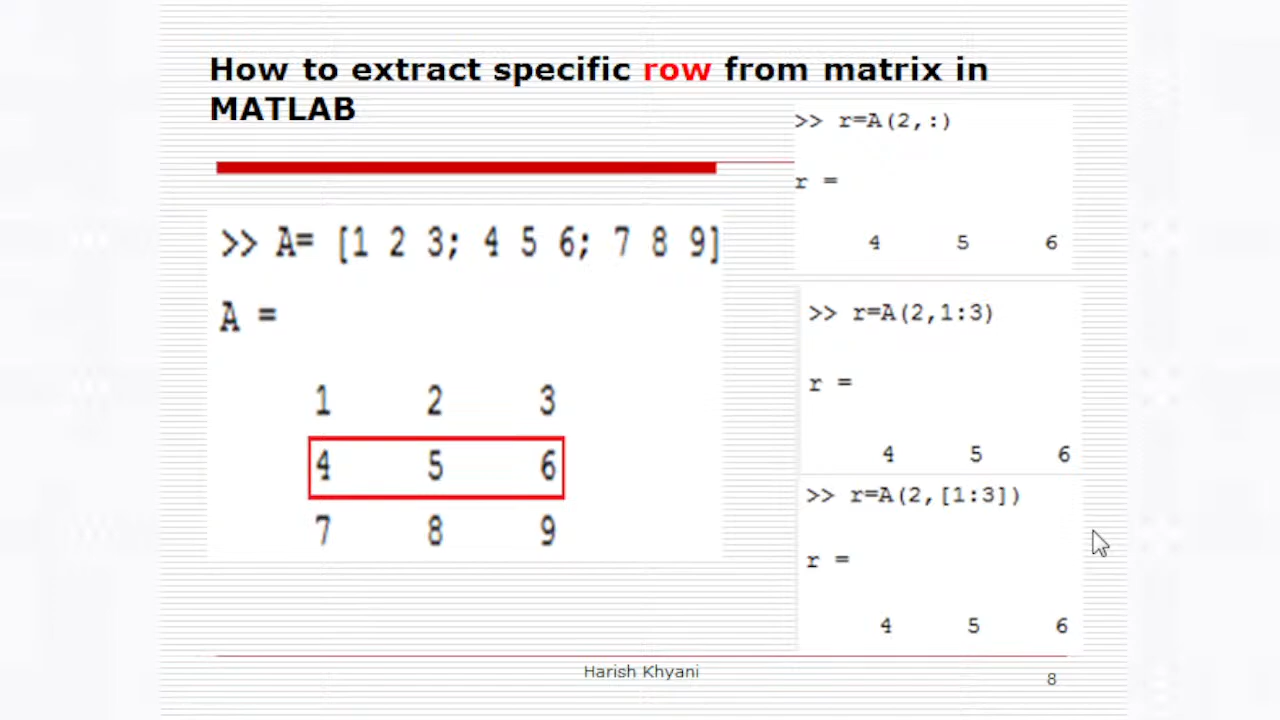 How to extract specific row from matrix in
MATLAB
>> A= [1 2 3; 4 5 6; 7 8 9]
A =
1 2 3
4 5 6
7 8 9
>> r=A(2,:)
r =
4 5 6
>> r=A(2,1:3)
r =
4 5 6
>> r=A(2,[1:3])
r =
4 5 6
Harish Khyani
8